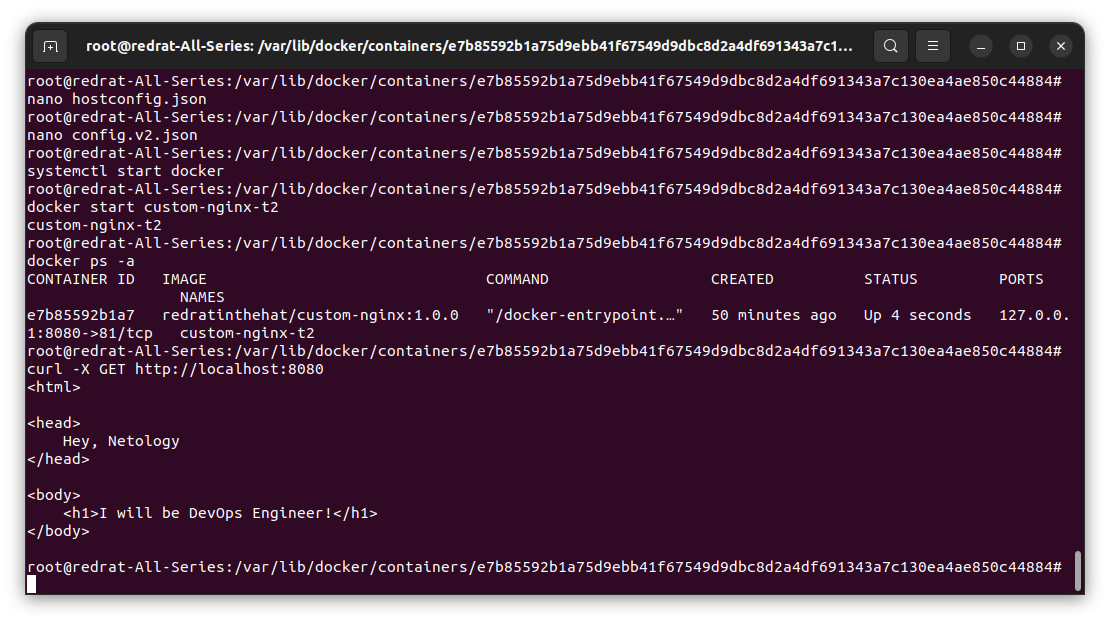 root@redrat-All-Series: /var/lib/docker/containers/e7b85592b1a75d9ebb41f67549d9dbc8d2a4df691343a7c1...
root@redrat-All-Series:/var/lib/docker/containers/e7b85592b1a75d9ebb41f67549d9dbc8d2a4df691343a7c130ea4ae850c44884#
nano hostconfig.json
root@redrat-All-Series:/var/lib/docker/containers/e7b85592b1a75d9ebb41f67549d9dbc8d2a4df691343a7c130ea4ae850c44884#
nano config.v2.json
root@redrat-All-Series:/var/lib/docker/containers/e7b85592b1a75d9ebb41f67549d9dbc8d2a4df691343a7c130ea4ae850c44884#
systemctl start docker
root@redrat-All-Series:/var/lib/docker/containers/e7b85592b1a75d9ebb41f67549d9dbc8d2a4df691343a7c130ea4ae850c44884#
docker start custom-nginx-t2
custom-nginx-t2
root@redrat-All-Series:/var/lib/docker/containers/e7b85592b1a75d9ebb41f67549d9dbc8d2a4df691343a7c130ea4ae850c44884#
docker ps -a
CONTAINER ID   IMAGE                               COMMAND                  CREATED          STATUS         PORTS
                 NAMES
e7b85592b1a7   redratinthehat/custom-nginx:1.0.0   "/docker-entrypoint.…"   50 minutes ago   Up 4 seconds   127.0.0.
1:8080->81/tcp   custom-nginx-t2
root@redrat-All-Series:/var/lib/docker/containers/e7b85592b1a75d9ebb41f67549d9dbc8d2a4df691343a7c130ea4ae850c44884#
curl -X GET http://localhost:8080
<html>
<head>
    Hey, Netology
</head>
<body>
    <h1>I will be DevOps Engineer!</h1>
</body>
root@redrat-All-Series:/var/lib/docker/containers/e7b85592b1a75d9ebb41f67549d9dbc8d2a4df691343a7c130ea4ae850c44884#